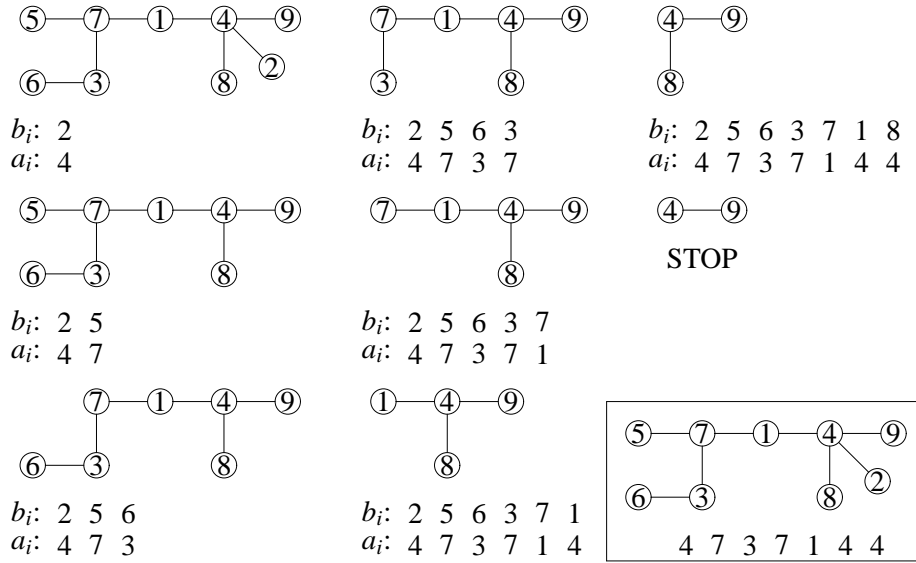 5 7 1 4 9
6 3 8 2
b_i: 2
a_i: 4
5 7 1 4 9
6 3 8
b_i: 2 5
a_i: 4 7
7 1 4 9
6 3 8
b_i: 2 5 6
a_i: 4 7 3
7 1 4 9
3 8
b_i: 2 5 6 3
a_i: 4 7 3 7
7 1 4 9
8
b_i: 2 5 6 3 7
a_i: 4 7 3 7 1
1 4 9
8
b_i: 2 5 6 3 7 1
a_i: 4 7 3 7 1 4
4 9
8
b_i: 2 5 6 3 7 1 8
a_i: 4 7 3 7 1 4 4
4 9
STOP
5 7 1 4 9
6 3 8 2
4 7 3 7 1 4 4